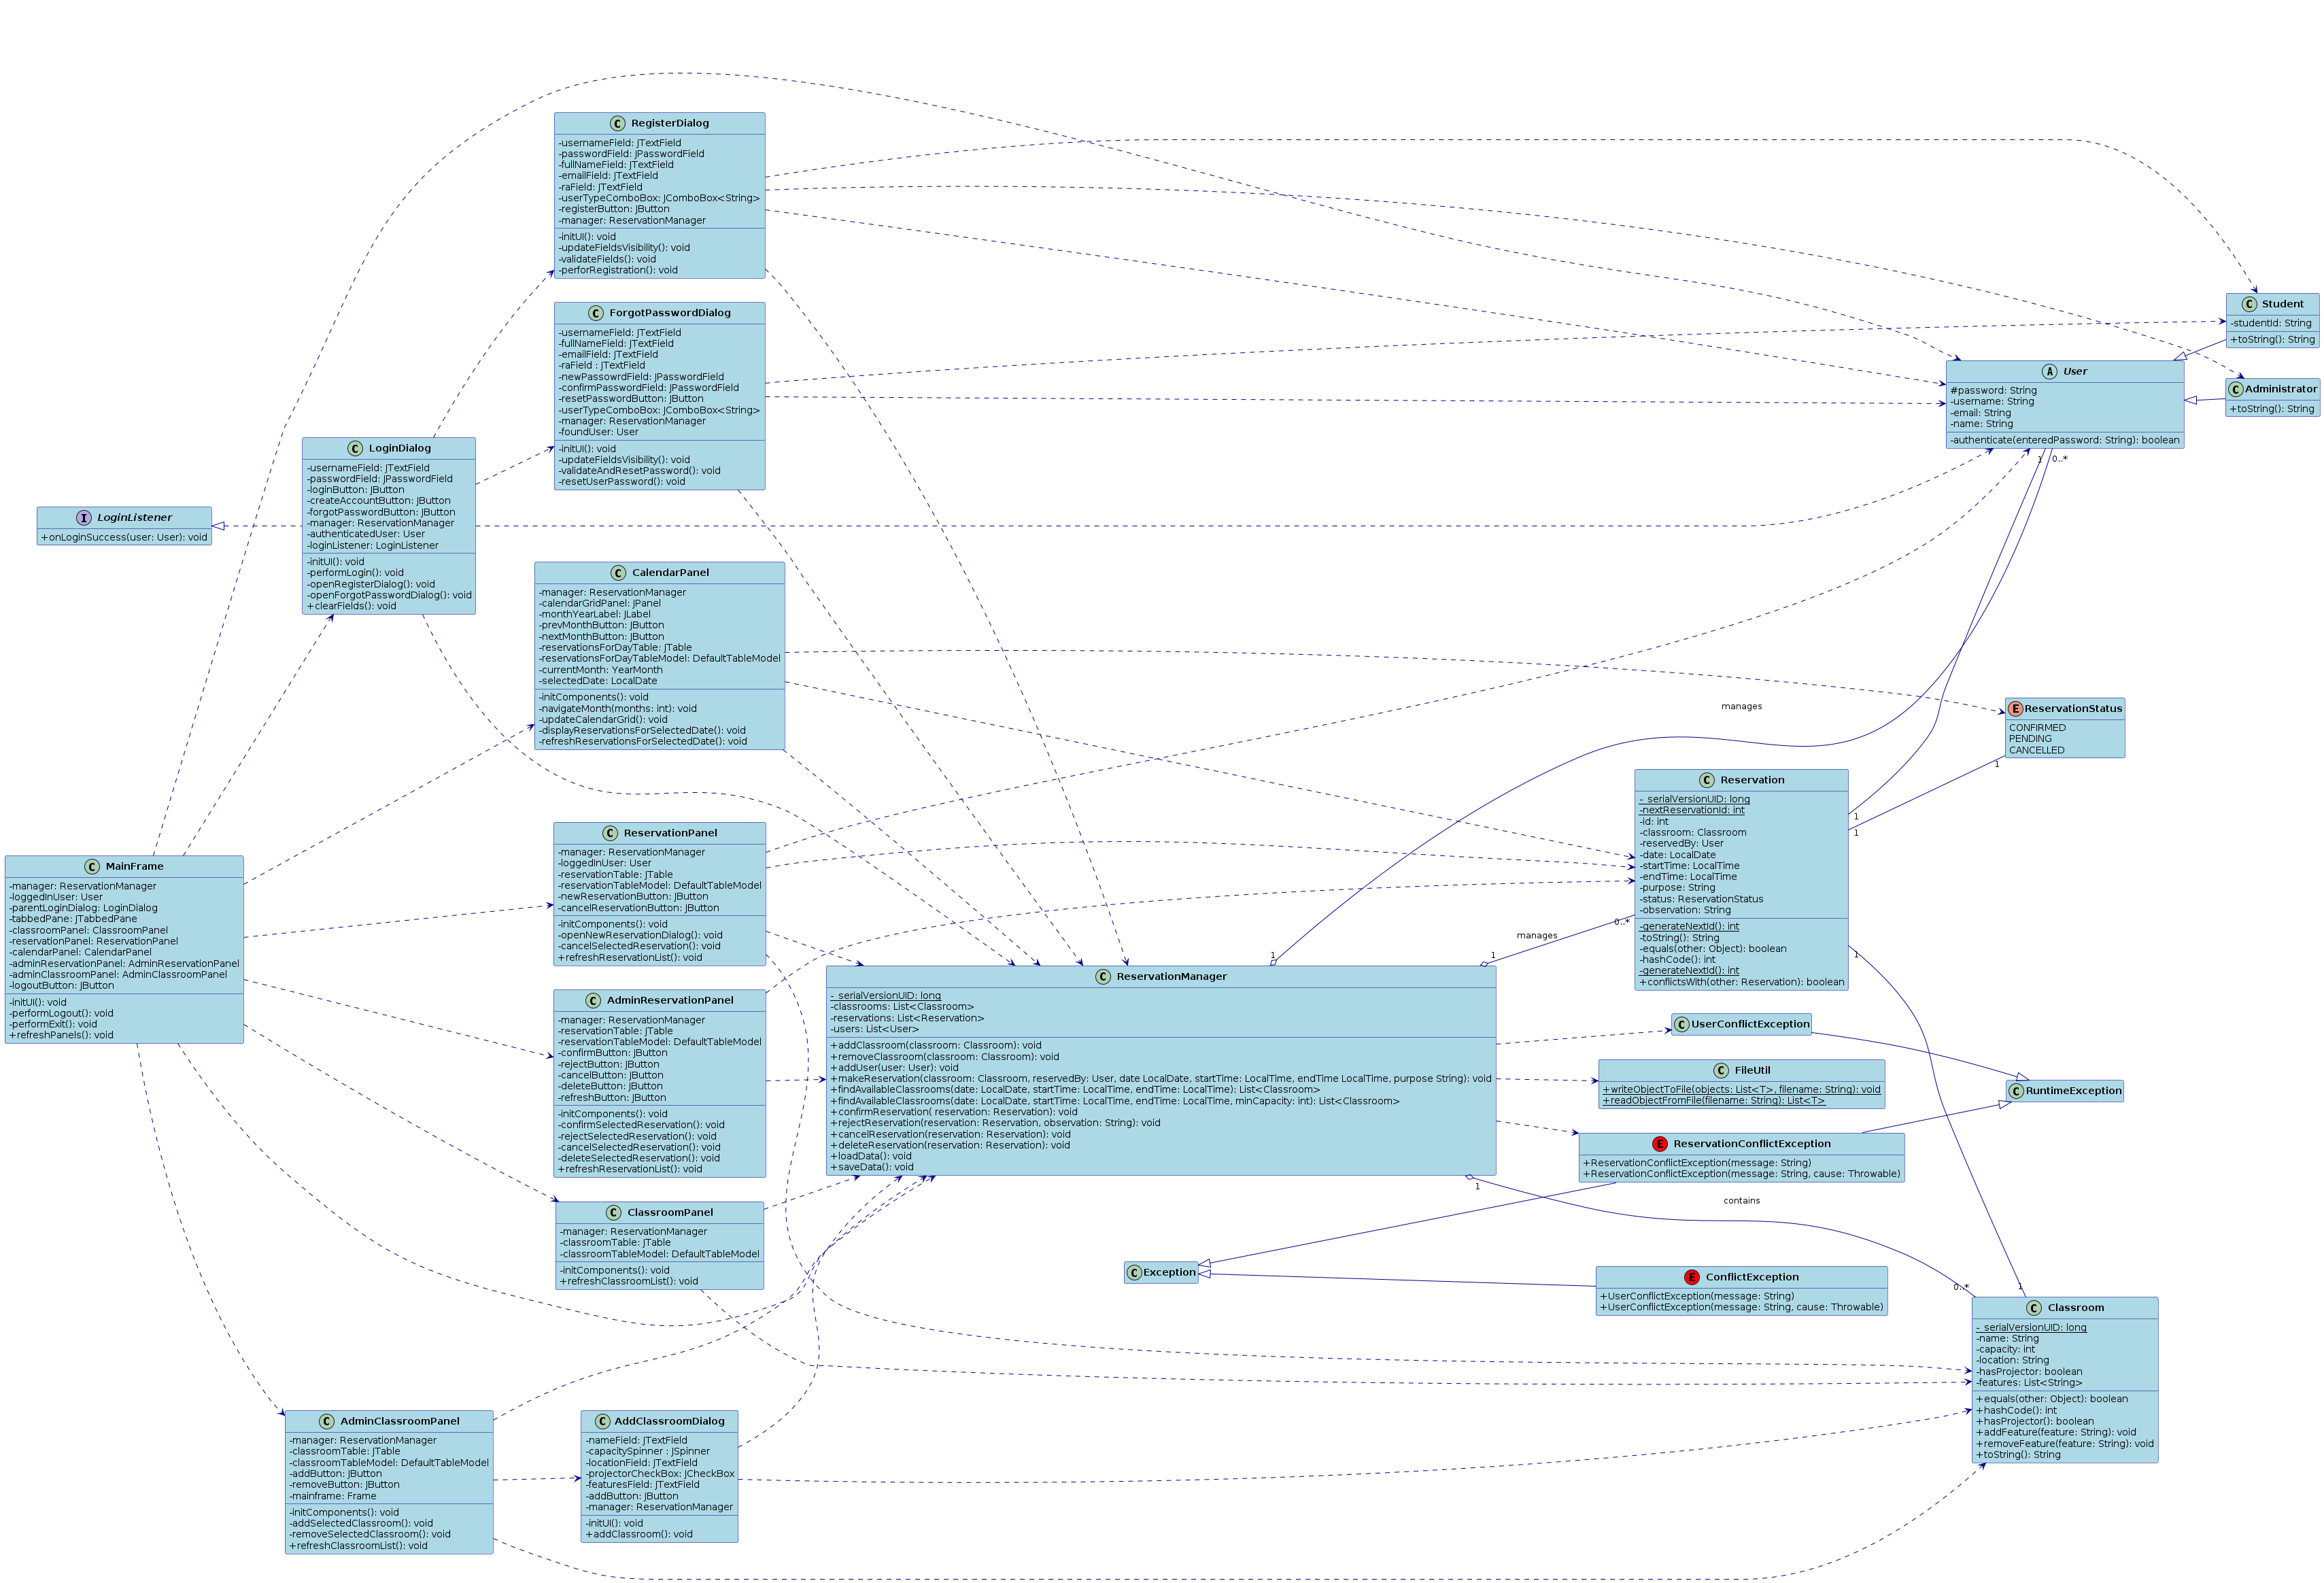 C RegisterDialog
-usernameField: JTextField
-passwordField: JPasswordField
-fullNameField: JTextField
-emailField: JTextField
-raField: JTextField
-userTypeComboBox: JComboBox<String>
-registerButton: JButton
-manager: ReservationManager
-initUI(): void
-updateFieldsVisibility(): void
-validateFields(): void
-perforRegistration(): void
C ForgotPasswordDialog
-usernameField: JTextField
-fullNameField: JTextField
-emailField: JTextField
-raField : JTextField
-newPassowrdField: JPasswordField
-confirmPasswordField: JPasswordField
-resetPasswordButton: JButton
-userTypeComboBox: JComboBox<String>
-manager: ReservationManager
-foundUser: User
-initUI(): void
-updateFieldsVisibility(): void
-validateAndResetPassword(): void
-resetUserPassword(): void
C Student
-studentId: String
+toString(): String
A User
#password: String
-username: String
-email: String
-name: String
-authenticate(enteredPassword: String): boolean
C Administrator
+toString(): String
C LoginDialog
-usernameField: JTextField
-passwordField: JPasswordField
-loginButton: JButton
-createAccountButton: JButton
-forgotPasswordButton: JButton
-manager: ReservationManager
-authenticatedUser: User
-loginListener: LoginListener
-initUI(): void
-performLogin(): void
-openRegisterDialog(): void
-openForgotPasswordDialog(): void
+clearFields(): void
I LoginListener
+onLoginSuccess(user: User): void
1
0..*
C CalendarPanel
-manager: ReservationManager
-calendarGridPanel: JPanel
-monthYearLabel: JLabel
-prevMonthButton: JButton
-nextMonthButton: JButton
-reservationsForDayTable: JTable
-reservationsForDayTableModel: DefaultTableModel
-currentMonth: YearMonth
-selectedDate: LocalDate
-initComponents(): void
-navigateMonth(months: int): void
-updateCalendarGrid(): void
-displayReservationsForSelectedDate(): void
-refreshReservationsForSelectedDate(): void
manages
E ReservationStatus
CONFIRMED
PENDING
CANCELLED
1
C Reservation
- serialVersionUID: long
-nextReservationId: int
-id: int
-classroom: Classroom
-reservedBy: User
-date: LocalDate
-startTime: LocalTime
-endTime: LocalTime
-purpose: String
-status: ReservationStatus
-observation: String
-generateNextId(): int
-toString(): String
-equals(other: Object): boolean
-hashCode(): int
-generateNextId(): int
+conflictsWith(other: Reservation): boolean
1
1
1
C MainFrame
-manager: ReservationManager
-loggedInUser: User
-parentLoginDialog: LoginDialog
-tabbedPane: JTabbedPane
-classroomPanel: ClassroomPanel
-reservationPanel: ReservationPanel
-calendarPanel: CalendarPanel
-adminReservationPanel: AdminReservationPanel
-adminClassroomPanel: AdminClassroomPanel
-logoutButton: JButton
-initUI(): void
-performLogout(): void
-performExit(): void
+refreshPanels(): void
C ReservationPanel
-manager: ReservationManager
-loggedInUser: User
-reservationTable: JTable
-reservationTableModel: DefaultTableModel
-newReservationButton: JButton
-cancelReservationButton: JButton
-initComponents(): void
-openNewReservationDialog(): void
-cancelSelectedReservation(): void
+refreshReservationList(): void
0..*
manages
1
1
C ReservationManager
- serialVersionUID: long
-classrooms: List<Classroom>
-reservations: List<Reservation>
-users: List<User>
+addClassroom(classroom: Classroom): void
+removeClassroom(classroom: Classroom): void
+addUser(user: User): void
+makeReservation(classroom: Classroom, reservedBy: User, date LocalDate, startTime: LocalTime, endTime LocalTime, purpose String): void
+findAvailableClassrooms(date: LocalDate, startTime: LocalTime, endTime: LocalTime): List<Classroom>
+findAvailableClassrooms(date: LocalDate, startTime: LocalTime, endTime: LocalTime, minCapacity: int): List<Classroom>
+confirmReservation( reservation: Reservation): void
+rejectReservation(reservation: Reservation, observation: String): void
+cancelReservation(reservation: Reservation): void
+deleteReservation(reservation: Reservation): void
+loadData(): void
+saveData(): void
C AdminReservationPanel
-manager: ReservationManager
-reservationTable: JTable
-reservationTableModel: DefaultTableModel
-confirmButton: JButton
-rejectButton: JButton
-cancelButton: JButton
-deleteButton: JButton
-refreshButton: JButton
-initComponents(): void
-confirmSelectedReservation(): void
-rejectSelectedReservation(): void
-cancelSelectedReservation(): void
-deleteSelectedReservation(): void
+refreshReservationList(): void
C UserConflictException
C FileUtil
+writeObjectToFile(objects: List<T>, filename: String): void
+readObjectFromFile(filename: String): List<T>
C RuntimeException
E ReservationConflictException
+ReservationConflictException(message: String)
+ReservationConflictException(message: String, cause: Throwable)
1
contains
C ClassroomPanel
-manager: ReservationManager
-classroomTable: JTable
-classroomTableModel: DefaultTableModel
-initComponents(): void
+refreshClassroomList(): void
C Exception
E ConflictException
+UserConflictException(message: String)
+UserConflictException(message: String, cause: Throwable)
0..*
1
C Classroom
- serialVersionUID: long
-name: String
-capacity: int
-location: String
-hasProjector: boolean
-features: List<String>
+equals(other: Object): boolean
+hashCode(): int
+hasProjector(): boolean
+addFeature(feature: String): void
+removeFeature(feature: String): void
+toString(): String
C AdminClassroomPanel
-manager: ReservationManager
-classroomTable: JTable
-classroomTableModel: DefaultTableModel
-addButton: JButton
-removeButton: JButton
-mainframe: Frame
-initComponents(): void
-addSelectedClassroom(): void
-removeSelectedClassroom(): void
+refreshClassroomList(): void
C AddClassroomDialog
-nameField: JTextField
-capacitySpinner : JSpinner
-locationField: JTextField
-projectorCheckBox: JCheckBox
-featuresField: JTextField
-addButton: JButton
-manager: ReservationManager
-initUI(): void
+addClassroom(): void